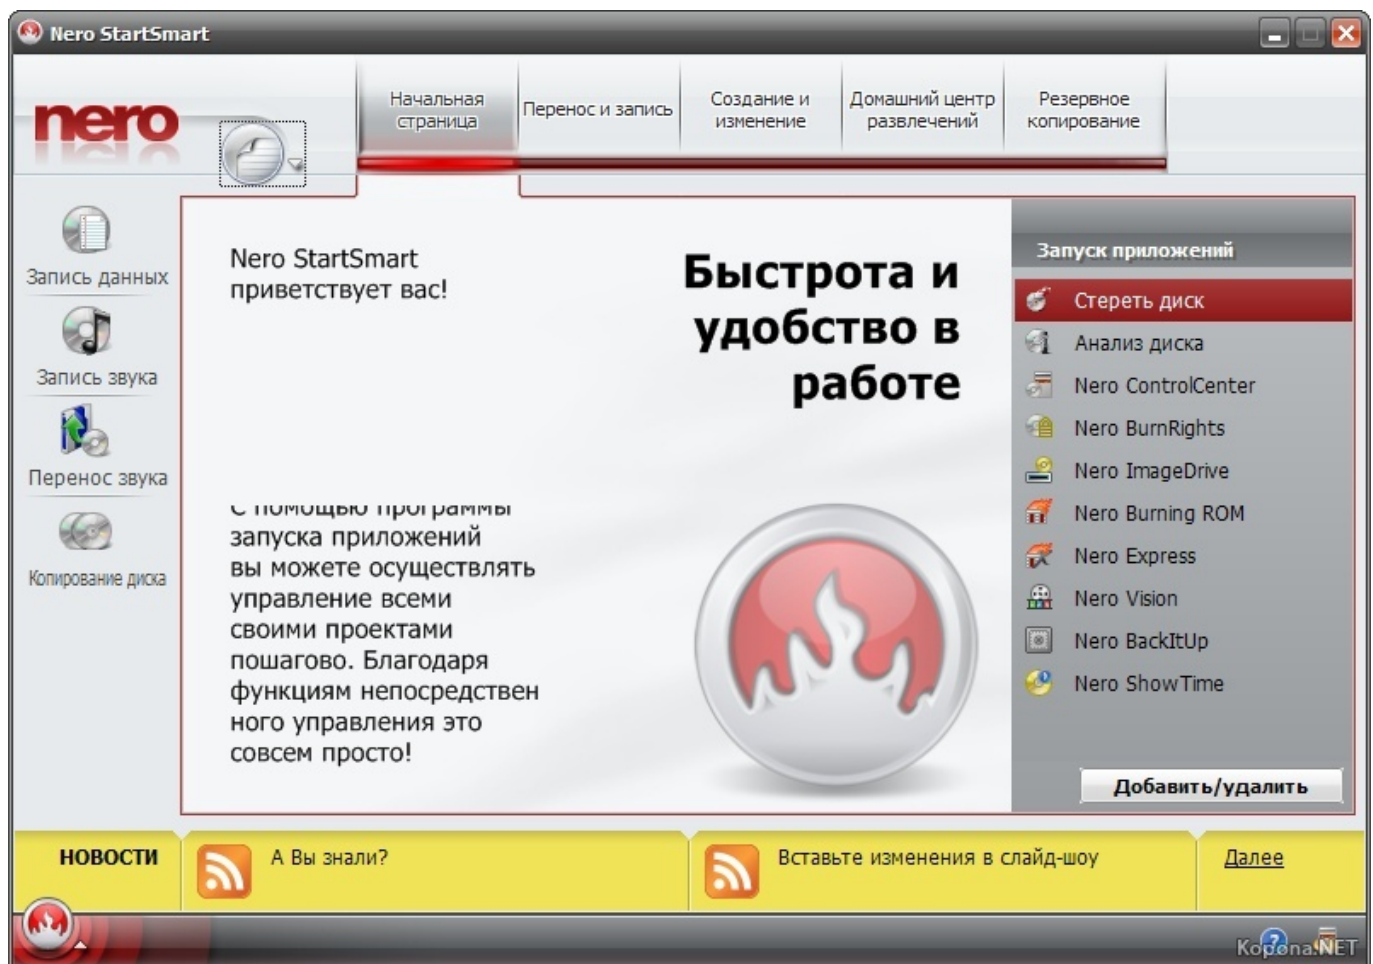 Nero StartSmart
nero
Начальная
страница
Перенос и запись
Создание и
изменение
Домашний центр
развлечений
Резервное
копирование
Запись данных
Запись звука
Перенос звука
Копирование диска
Nero StartSmart
приветствует вас!
Быстрота и
удобство в
работе
С помощью программы
запуска приложений
вы можете осуществлять
управление всеми
своими проектами
пошагово. Благодаря
функциям непосредствен
ного управления это
совсем просто!
Запуск приложений
Стереть диск
Анализ диска
Nero ControlCenter
Nero BurnRights
Nero ImageDrive
Nero Burning ROM
Nero Express
Nero Vision
Nero BackItUp
Nero ShowTime
Добавить/удалить
НОВОСТИ
А Вы знали?
Вставьте изменения в слайд-шоу
Далее
Kopona.NET